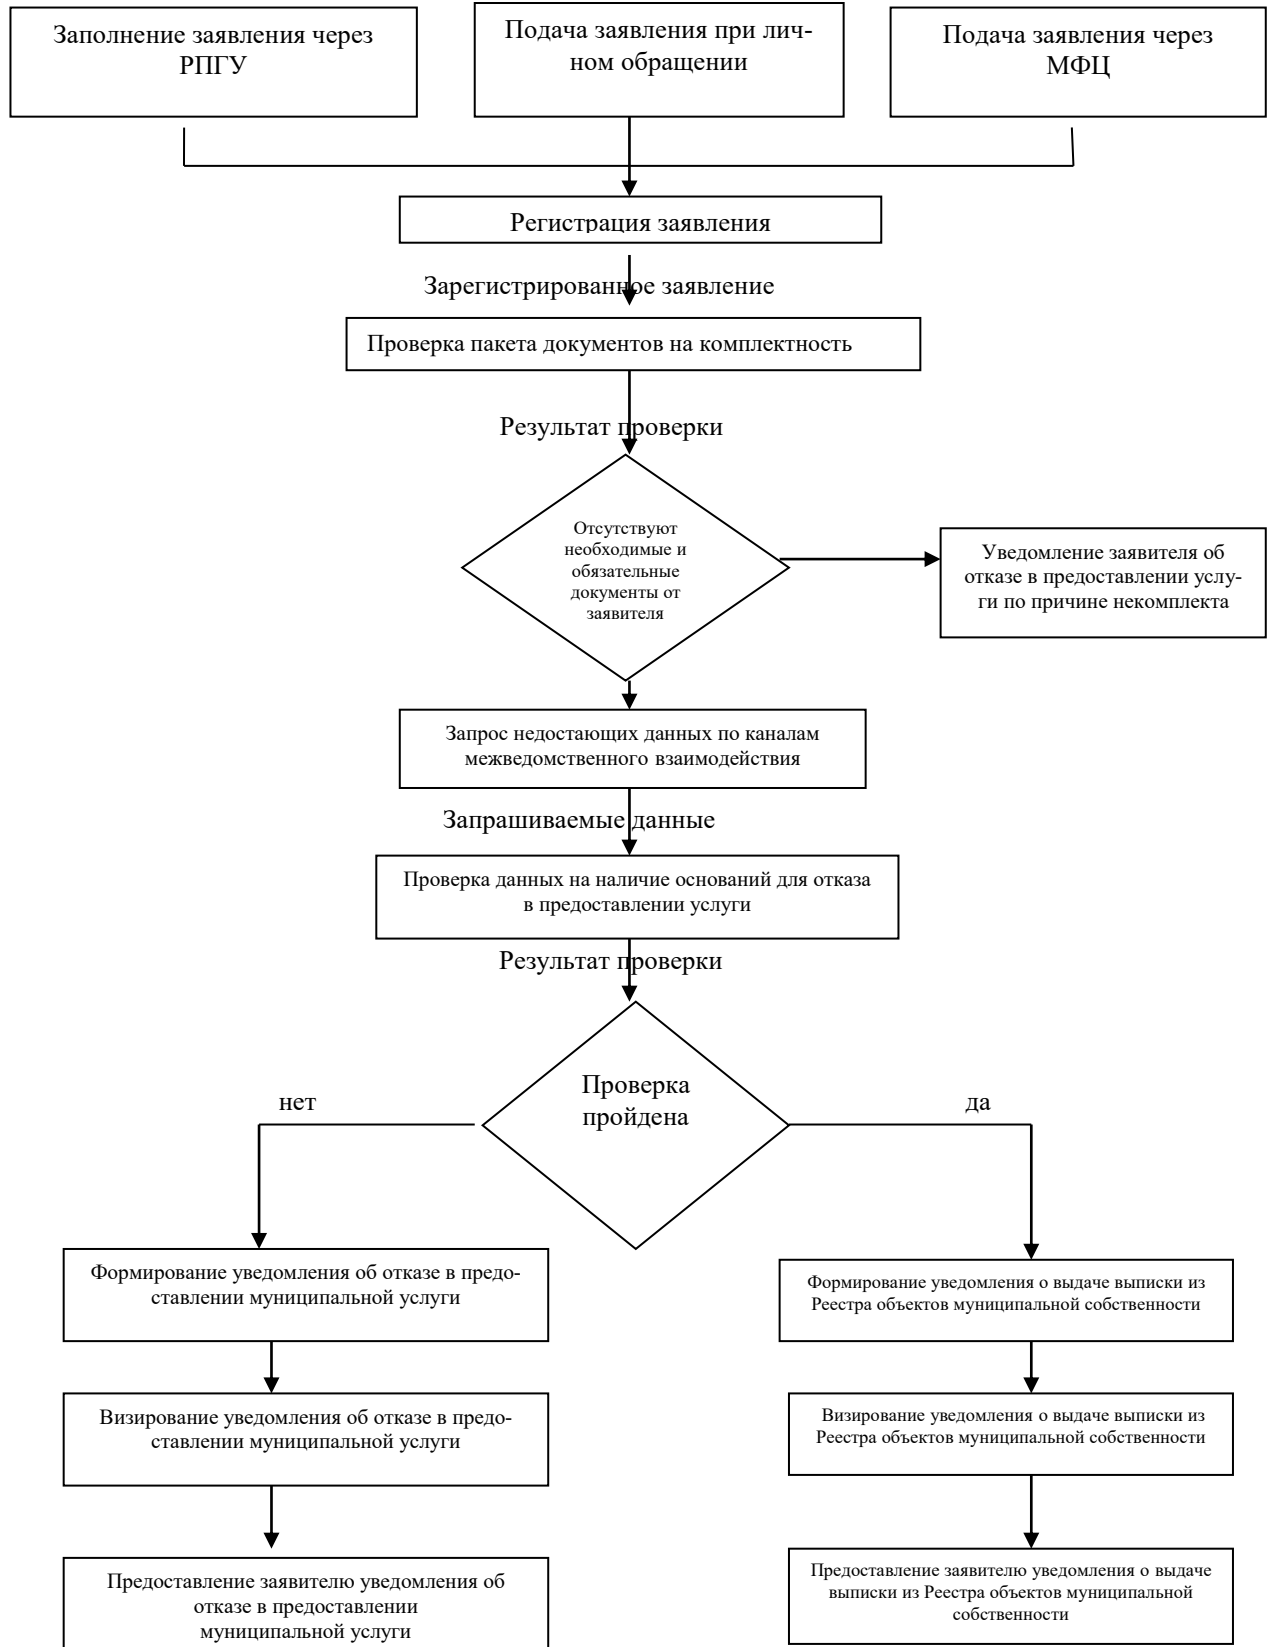 Заполнение заявления через
РПГУ
Подача заявления при лич-
ном обращении
Подача заявления через
МФЦ
Регистрация заявления
Зарегистрированное заявление
Проверка пакета документов на комплектность
Результат проверки
Отсутствуют
необходимые и
обязательные
документы от
заявителя
Уведомление заявителя об
отказе в предоставлении услу-
ги по причине некомплекта
Запрос недостающих данных по каналам
межведомственного взаимодействия
Запрашиваемые данные
Проверка данных на наличие оснований для отказа
в предоставлении услуги
Результат проверки
Проверка
пройдена
нет
да
Формирование уведомления об отказе в предо-
ставлении муниципальной услуги
Формирование уведомления о выдаче выписки из
Реестра объектов муниципальной собственности
Визирование уведомления об отказе в предо-
ставлении муниципальной услуги
Визирование уведомления о выдаче выписки из
Реестра объектов муниципальной собственности
Предоставление заявителю уведомления об
отказе в предоставлении
муниципальной услуги
Предоставление заявителю уведомления о выдаче
выписки из Реестра объектов муниципальной
собственности